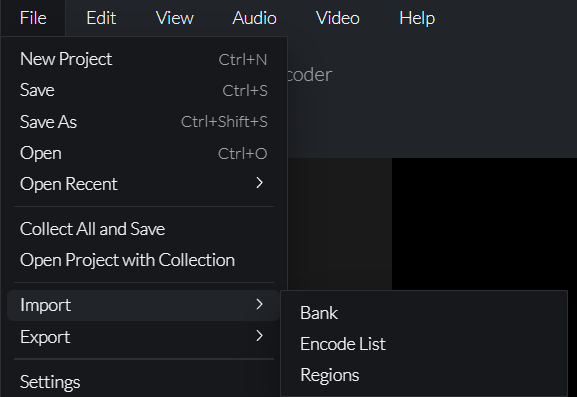 File Edit View Audio Video Help
New Project Ctrl+N
coder
Save Ctrl+S
Save As Ctrl+Shift+S
Open Ctrl+O
Open Recent
Collect All and Save
Open Project with Collection
Import
Bank
Export
Encode List
Regions
Settings